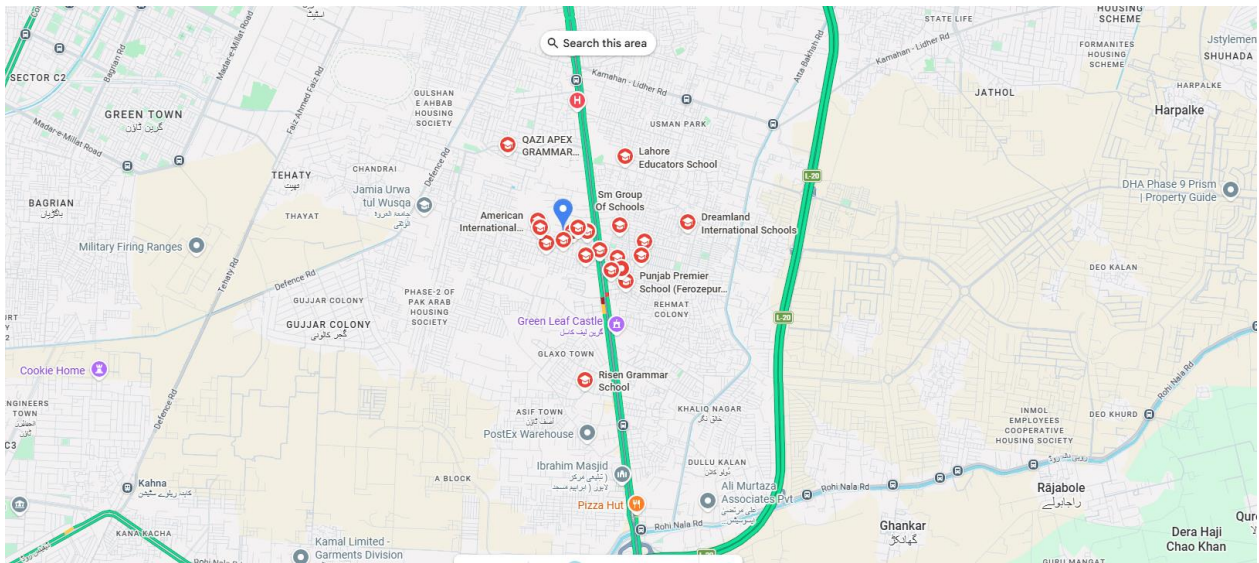 Search this area
STATE LIFE
HOUSING
SCHEME
FORMANITES
HOUSING
SCHEME
SHUHADA
HARPALKE
Harpalke
JATHOL
Kamahan - Lidher Rd
Kamahan - Lidher Rd
Atta Bakhsh Rd
SECTOR C2
Bagrian Rd
Madar-e-Millat Rd
Faiz Ahmed Faiz Rd
GREEN TOWN
گرین ٹاؤن
Madar-e-Millat Road
GULSHAN
E AHBAB
HOUSING
SOCIETY
USMAN PARK
QAZI APEX
GRAMMAR...
Lahore
Educators School
CHANDRAI
TEHATY
Defence Rd
Jamia Urwa
tul Wusqa
BAGRIAN
باگڑیاں
THAYAT
Sm Group
Of Schools
American
International...
Dreamland
International Schools
L-20
DHA Phase 9 Prism
| Property Guide
Military Firing Ranges
Tehaty Rd
Defence Rd
DEO KALAN
Punjab Premier
School (Ferozepur...
REHMAT
COLONY
PHASE-2 OF
PAK ARAB
HOUSING
SOCIETY
GUJJAR COLONY
GUJJAR COLONY
گجر کالونی
L-20
Green Leaf Castle
گرین لیف کاسل
GLAXO TOWN
Cookie Home
Defence Rd
Risen Grammar
School
Rohi Nala Rd
NGINEERS
TOWN
C3
ASIF TOWN
آصف ٹاؤن
KHALIQ NAGAR
خالق نگر
INMOL
EMPLOYEES
COOPERATIVE
HOUSING SOCIETY
DEO KHURD
PostEx Warehouse
DULLU KALAN
ڈولو کلاں
Ibrahim Masjid
A BLOCK
Ali Murtaza
Associates Pvt
Kahna
Pizza Hut
Rohi Nala Rd
Rohi Nala Rd
Rājabole
راجابولے
Ghankar
گھانکڑ
Dera Haji
Chao Khan
KANA KACHA
Kamal Limited -
Garments Division
Rohi Nala Rd
GURU MANGAT